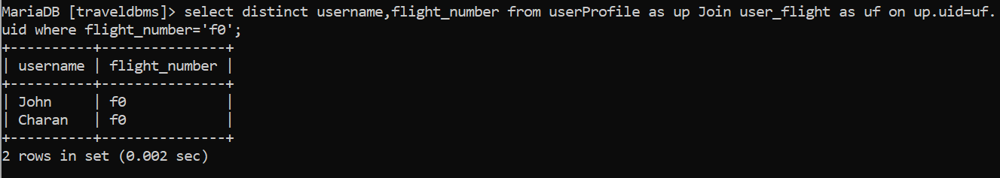 MariaDB [traveldbms]> select distinct username,flight_number from userProfile as up Join user_flight as uf on up.uid=uf.
uid where flight_number='f0';
+----------+---------------+
| username | flight_number |
+----------+---------------+
| John     | f0            |
| Charan   | f0            |
+----------+---------------+
2 rows in set (0.002 sec)